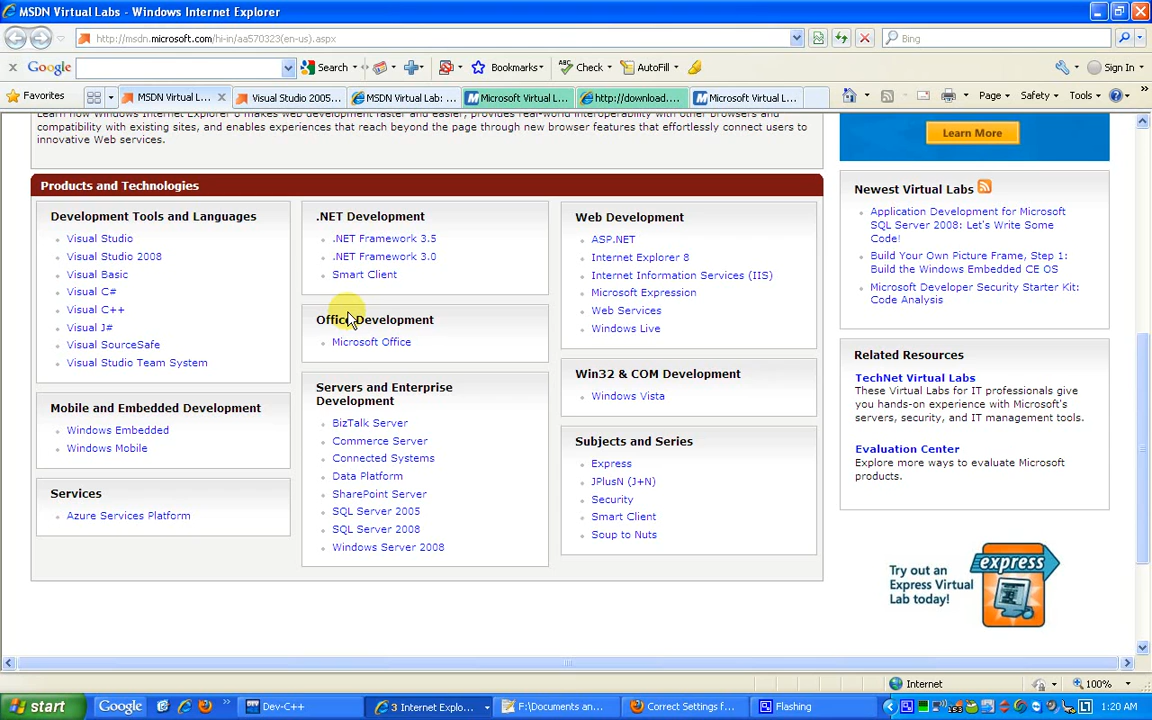 MSDN Virtual Labs - Windows Internet Explorer
http://msdn.microsoft.com/hi-in/aa570323(en-us).aspx
Bing
Google
Search
Bookmarks
Check
AutoFill
Sign In
Favorites
MSDN Virtual L...
Visual Studio 2005...
MSDN Virtual Lab: ...
Microsoft Virtual L...
http://download....
Microsoft Virtual L...
Page
Safety
Tools
compatibility with existing sites, and enables experiences that reach beyond the page through new browser features that effortlessly connect users to
innovative Web services.
Products and Technologies
Development Tools and Languages
Visual Studio
Visual Studio 2008
Visual Basic
Visual C#
Visual C++
Visual J#
Visual SourceSafe
Visual Studio Team System
Mobile and Embedded Development
Windows Embedded
Windows Mobile
Services
Azure Services Platform
.NET Development
.NET Framework 3.5
.NET Framework 3.0
Smart Client
Office Development
Microsoft Office
Servers and Enterprise
Development
BizTalk Server
Commerce Server
Connected Systems
Data Platform
SharePoint Server
SQL Server 2005
SQL Server 2008
Windows Server 2008
Web Development
ASP.NET
Internet Explorer 8
Internet Information Services (IIS)
Microsoft Expression
Web Services
Windows Live
Win32 & COM Development
Windows Vista
Subjects and Series
Express
JPlusN (J+N)
Security
Smart Client
Soup to Nuts
Learn More
Newest Virtual Labs
Application Development for Microsoft
SQL Server 2008: Let's Write Some
Code!
Build Your Own Picture Frame, Step 1:
Build the Windows Embedded CE OS
Microsoft Developer Security Starter Kit:
Code Analysis
Related Resources
TechNet Virtual Labs
These Virtual Labs for IT professionals give
you hands-on experience with Microsoft's
servers, security, and IT management tools.
Evaluation Center
Explore more ways to evaluate Microsoft
products.
Try out an
Express Virtual
Lab today!
express
Internet
100%
start
Google
Dev-C++
3 Internet Explo...
F:\Documents an...
Correct Settings f...
Flashing
1:20 AM